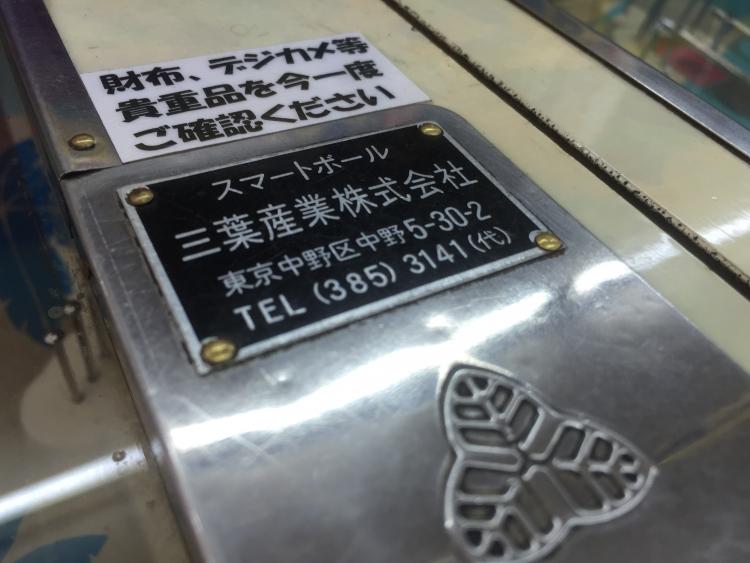 財布、デジカメ等
貴重品を今一度
ご確認ください
スマートボール
三葉産業株式会社
東京中野区中野5-30-2
TEL (385) 3141(代)